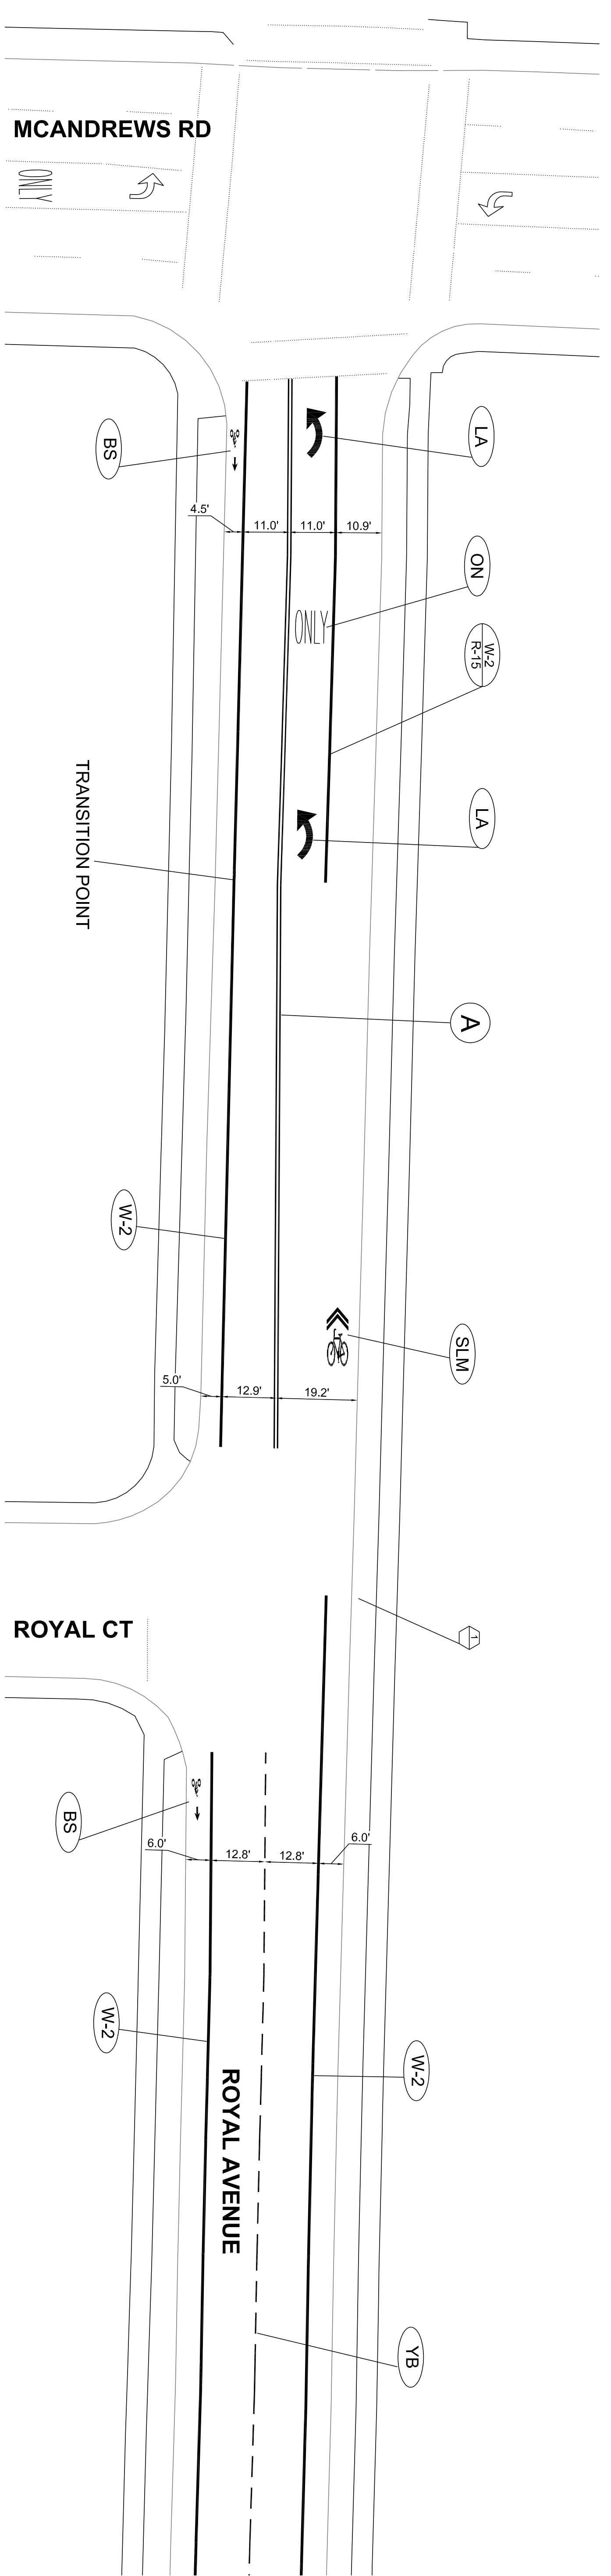 MCANDREWS RD
ONLY
BS
LA
4.5'
11.0'
11.0'
10.9'
ON
ONLY
W-2
R-15
TRANSITION POINT
LA
A
W-2
SLM
5.0'
12.9'
19.2'
ROYAL CT
1
BS
6.0'
12.8'
12.8'
6.0'
W-2
W-2
ROYAL AVENUE
YB